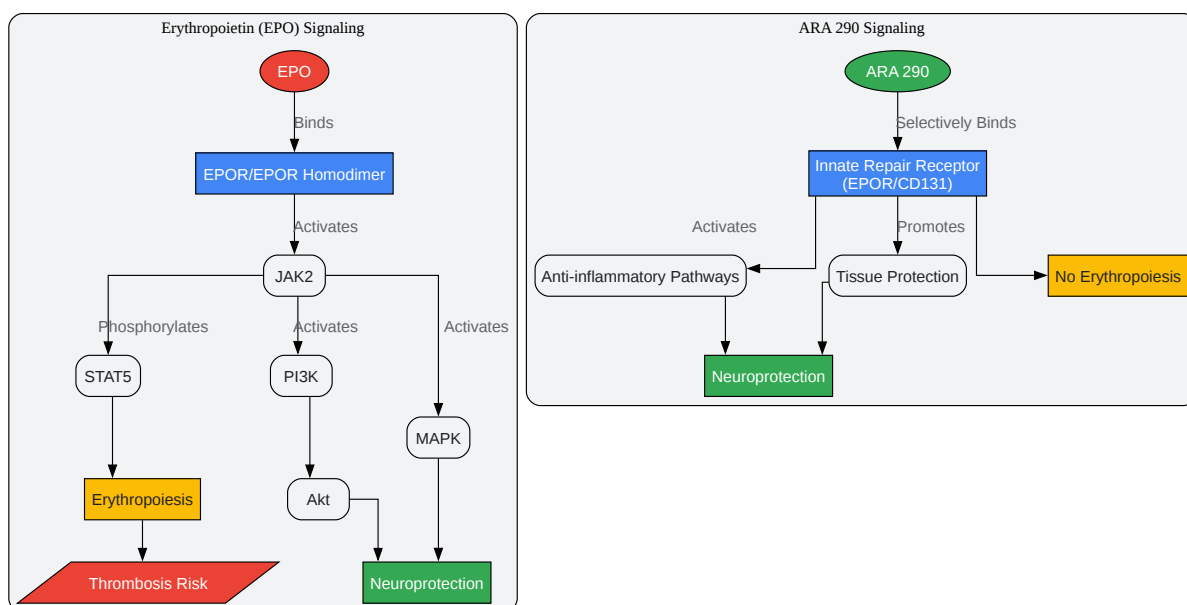 Erythropoietin (EPO) Signaling
EPO
Binds
EPOR/EPOR Homodimer
Activates
JAK2
Phosphorylates
Activates
Activates
STAT5
PI3K
MAPK
Erythropoiesis
Akt
Thrombosis Risk
Neuroprotection
ARA 290 Signaling
ARA 290
Selectively Binds
Innate Repair Receptor
(EPOR/CD131)
Activates
Promotes
Anti-inflammatory Pathways
Tissue Protection
No Erythropoiesis
Neuroprotection